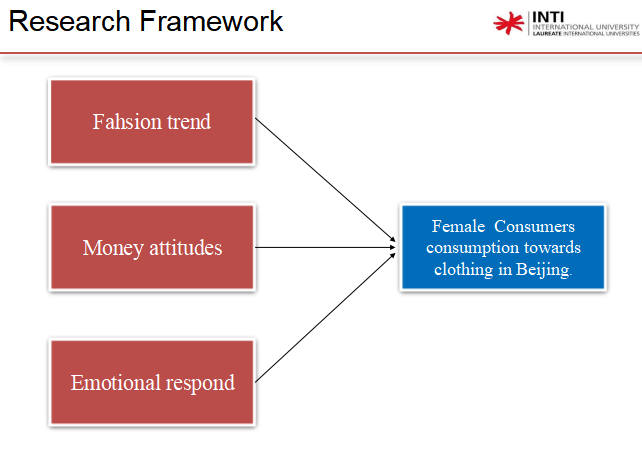 Research Framework
INTI
INTERNATIONAL UNIVERSITY
LAUREATE INTERNATIONAL UNIVERSITIES
Fahsion trend
Money attitudes
Female Consumers
consumption towards
clothing in Beijing.
Emotional respond